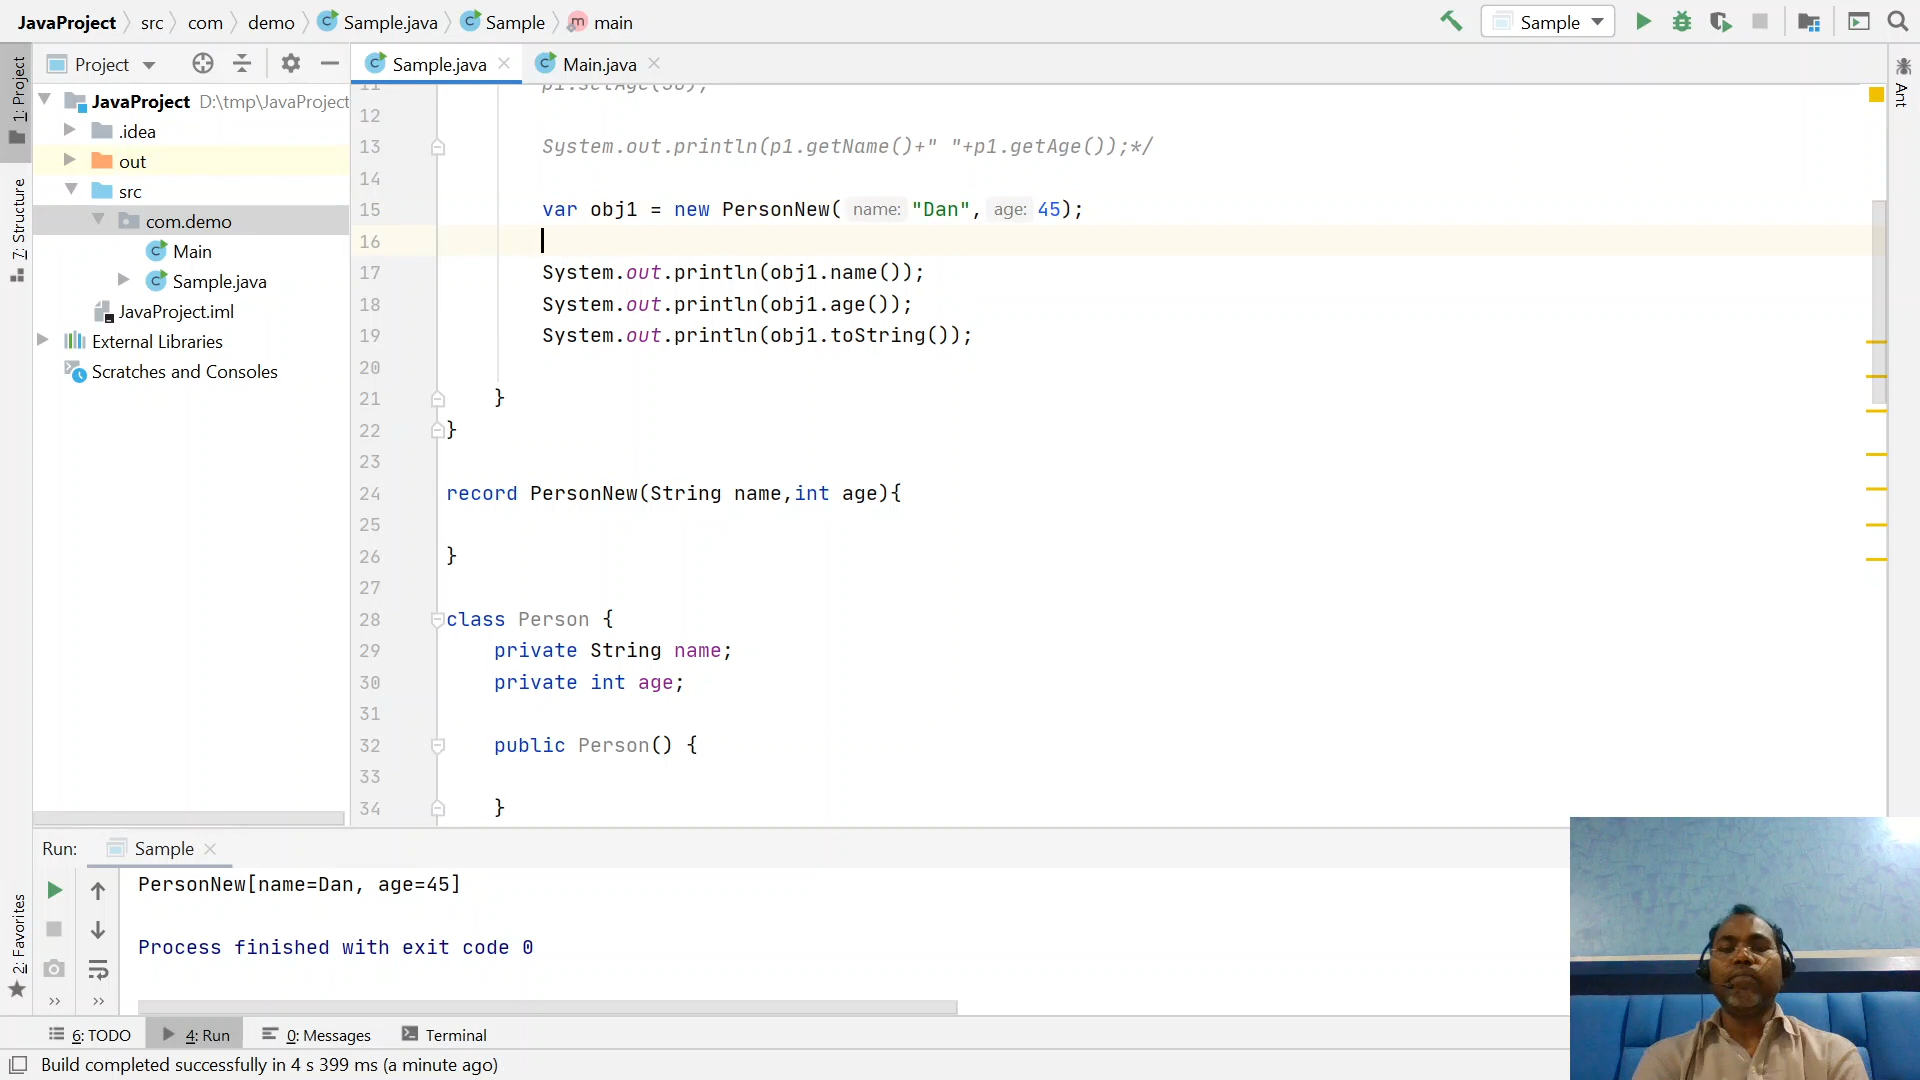 JavaProject src com demo Sample.java Sample main
Sample
Project
Sample.java
Main.java
1: Project
7: Structure
2: Favorites
Ant
JavaProject D:\tmp\JavaProject
.idea
out
src
com.demo
Main
Sample.java
JavaProject.iml
External Libraries
Scratches and Consoles
11 p1.setAge(30);
12
13 System.out.println(p1.getName()+" "+p1.getAge());*/
14
15 var obj1 = new PersonNew( name: "Dan", age: 45);
16
17 System.out.println(obj1.name());
18 System.out.println(obj1.age());
19 System.out.println(obj1.toString());
20
21 }
22 }
23
24 record PersonNew(String name,int age){
25
26 }
27
28 class Person {
29 private String name;
30 private int age;
31
32 public Person() {
33
34 }
Run: Sample
PersonNew[name=Dan, age=45]
Process finished with exit code 0
6: TODO 4: Run 0: Messages Terminal
Build completed successfully in 4 s 399 ms (a minute ago)